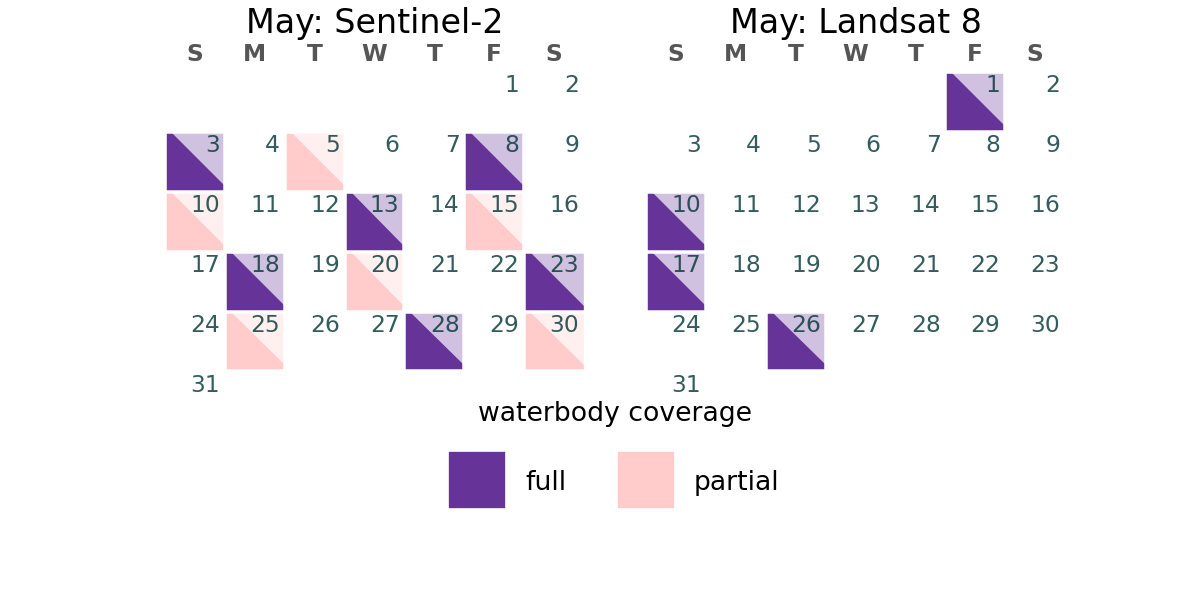 May: Sentinel-2
S M T W T F S
1 2
3 4 5 6 7 8 9
10 11 12 13 14 15 16
17 18 19 20 21 22 23
24 25 26 27 28 29 30
31
May: Landsat 8
S M T W T F S
1 2
3 4 5 6 7 8 9
10 11 12 13 14 15 16
17 18 19 20 21 22 23
24 25 26 27 28 29 30
31
waterbody coverage
full partial